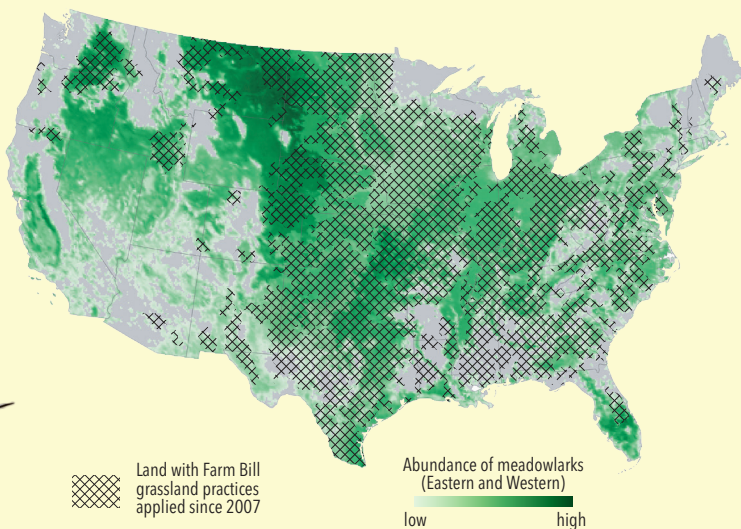 Land with Farm Bill
grassland practices
applied since 2007
Abundance of meadowlarks
(Eastern and Western)
low high